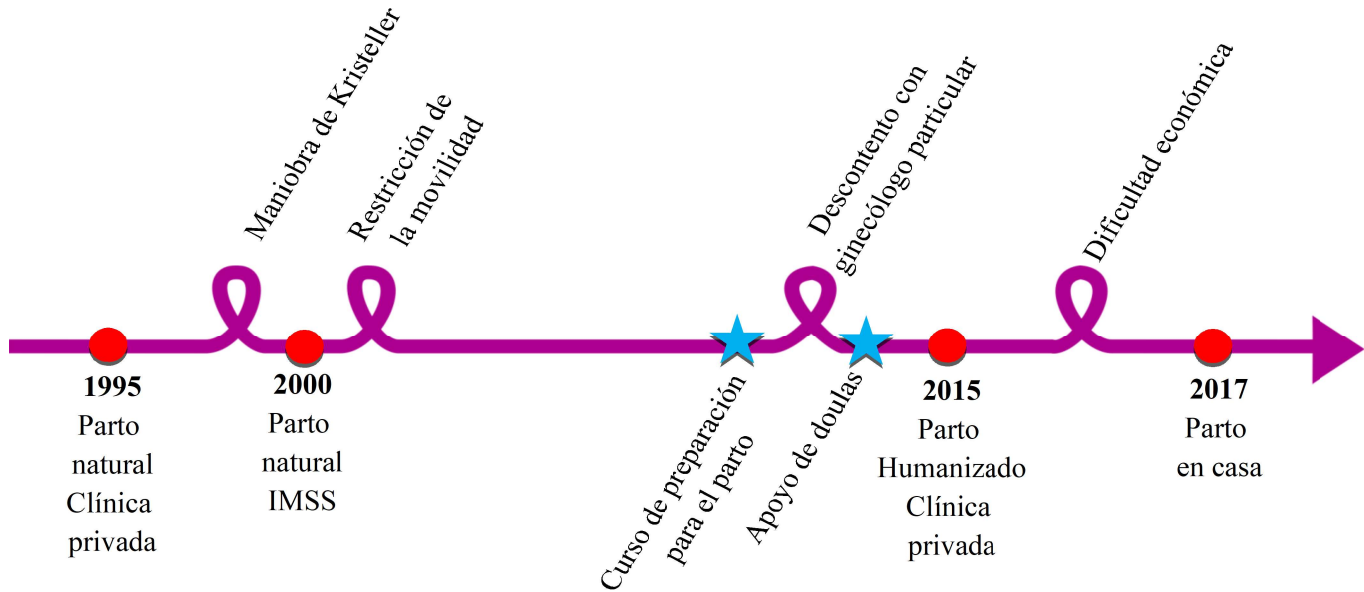 Maniobra de Kristeller
Restricción de
la movilidad
Descontento con
ginecólogo particular
Dificultad económica
1995
Parto
natural
Clínica
privada
2000
Parto
natural
IMSS
Curso de preparación
para el parto
Apoyo de doulas
2015
Parto
Humanizado
Clínica
privada
2017
Parto
en casa